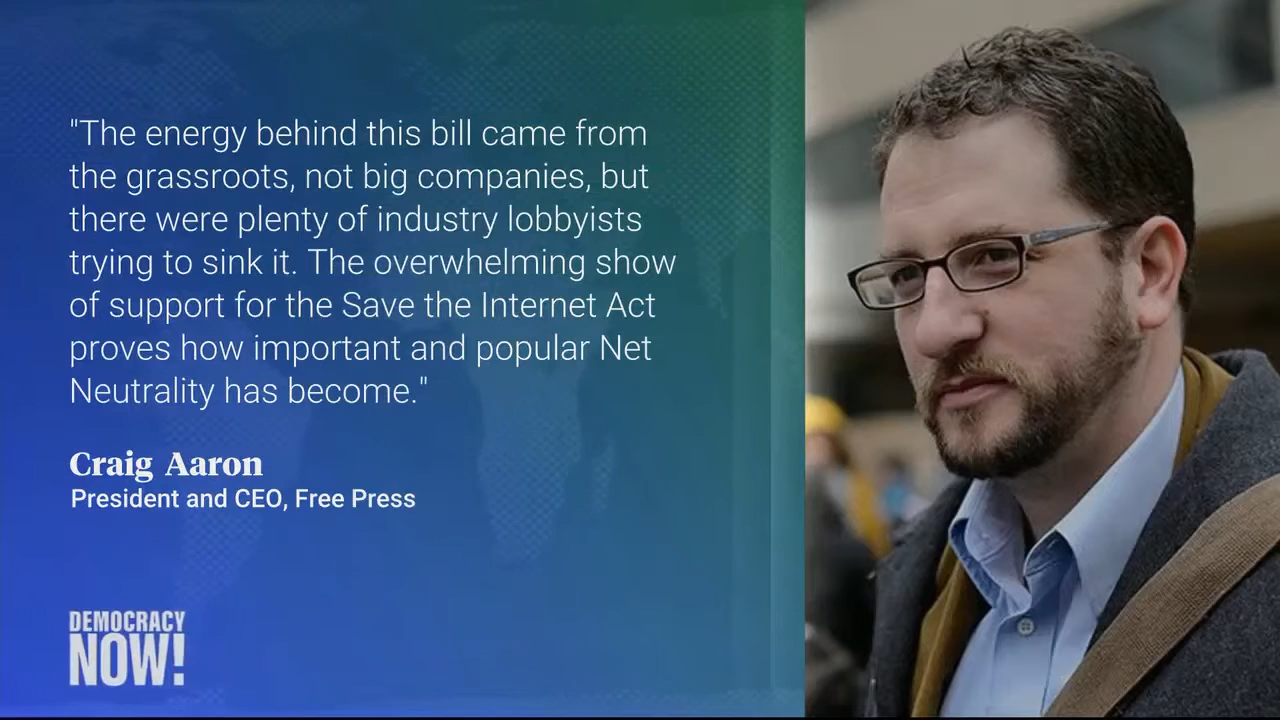 "The energy behind this bill came from
the grassroots, not big companies, but
there were plenty of industry lobbyists
trying to sink it. The overwhelming show
of support for the Save the Internet Act
proves how important and popular Net
Neutrality has become."
Craig Aaron
President and CEO, Free Press
DEMOCRACY
NOW!